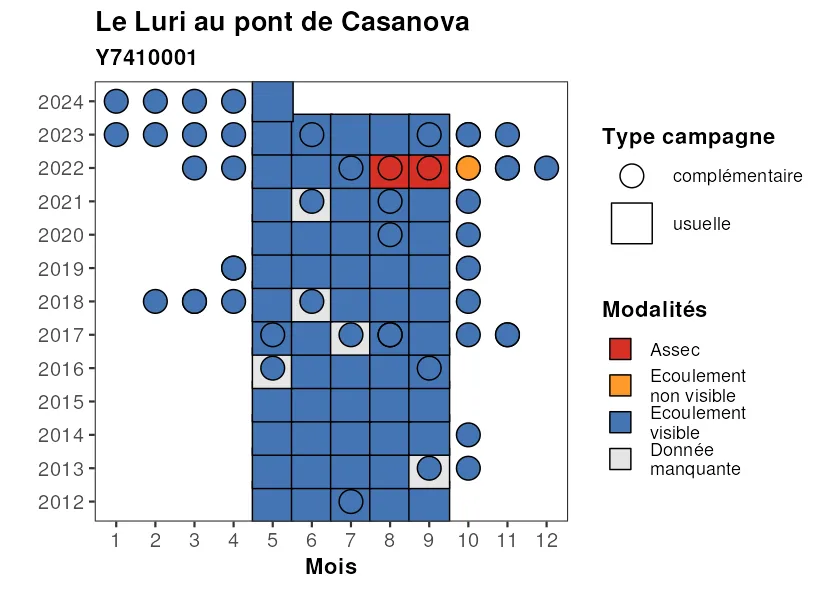 Le Luri au pont de Casanova
Y7410001
2024
2023
2022
2021
2020
2019
2018
2017
2016
2015
2014
2013
2012
1 2 3 4 5 6 7 8 9 10 11 12
Mois
Type campagne
complémentaire
usuelle
Modalités
Assec
Ecoulement
non visible
Ecoulement
visible
Donnée
manquante